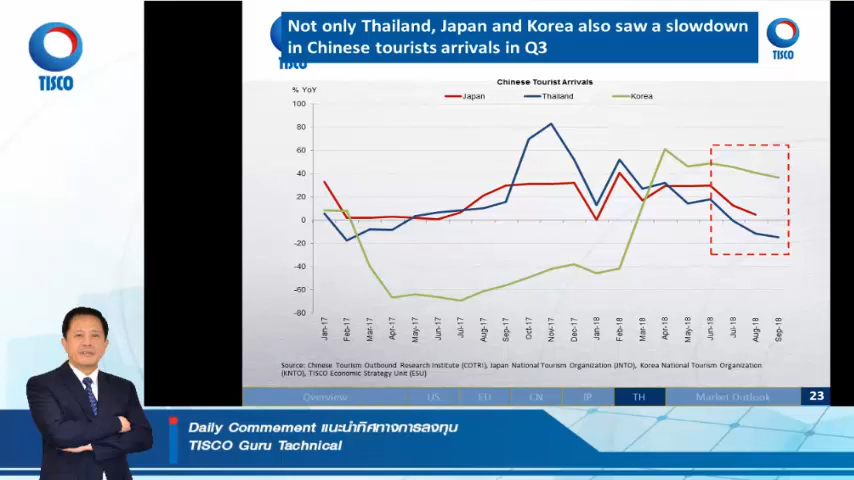 Not only Thailand, Japan and Korea also saw a slowdown
in Chinese tourists arrivals in Q3
TISCO
TISCO
TISCO
Chinese Tourist Arrivals
% YoY
Japan
Thailand
Korea
100
80
60
40
20
0
-20
-40
-60
-80
Jan-17
Feb-17
Mar-17
Apr-17
May-17
Jun-17
Jul-17
Aug-17
Sep-17
Oct-17
Nov-17
Dec-17
Jan-18
Feb-18
Mar-18
Apr-18
May-18
Jun-18
Jul-18
Aug-18
Sep-18
Source: Chinese Tourism Outbound Research Institute (COTRI), Japan National Tourism Organization (JNTO), Korea National Tourism Organization
(KNTO), TISCO Economic Strategy Unit (ESU)
Overview
US
EU
CN
JP
TH
Market Outlook
23
Daily Commement แนะนำทิศทางการลงทุน
TISCO Guru Tachnical